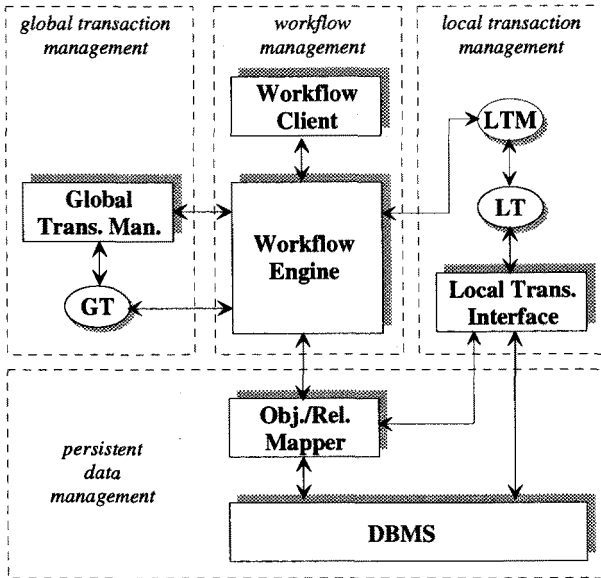 global transaction
management
workflow
management
local transaction
management
Workflow
Client
LTM
Global
Trans. Man.
LT
Workflow
Engine
GT
Local Trans.
Interface
Obj./Rel.
Mapper
persistent
data
management
DBMS